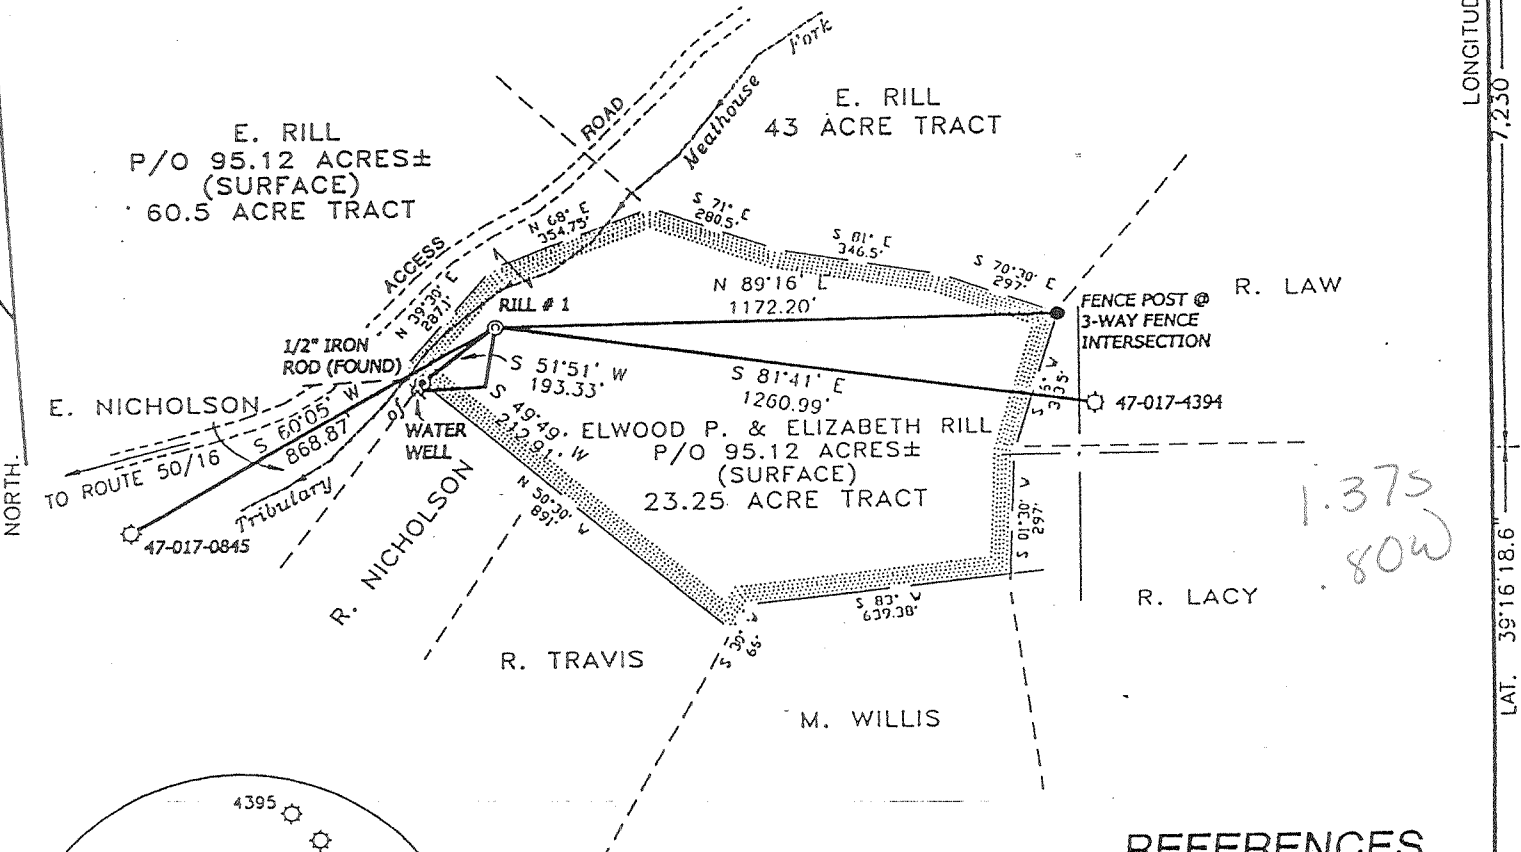 LONGITUD
7,230
Fork
Meathouse
ROAD
E. RILL
43 ACRE TRACT
E. RILL
P/O 95.12 ACRES±
(SURFACE)
60.5 ACRE TRACT
ACCESS
N 68° E
354.75'
S 71° E
280.5'
S 81° E
346.5'
S 70°30' E
297'
N 39°30' E
287.1'
RILL # 1
N 89°16' E
1172.20'
R. LAW
FENCE POST @
3-WAY FENCE
INTERSECTION
1/2" IRON
ROD (FOUND)
S 51°51' W
193.33'
S 81°41' E
1260.99'
47-017-4394
E. NICHOLSON
S 60°05' W
868.87'
of
WATER
WELL
S 49°49' W
212.91'
ELWOOD P. & ELIZABETH RILL
P/O 95.12 ACRES±
(SURFACE)
23.25 ACRE TRACT
TO ROUTE 50/16
Tributary
N 50°30' W
891'
S 01°30' W
297'
NORTH
47-017-0845
R. NICHOLSON
1.37S
.80W
S 83° W
639.38'
R. LACY
S 39° W
66'
R. TRAVIS
M. WILLIS
LAT. 39°16'18.6"
4395
REFERENCES